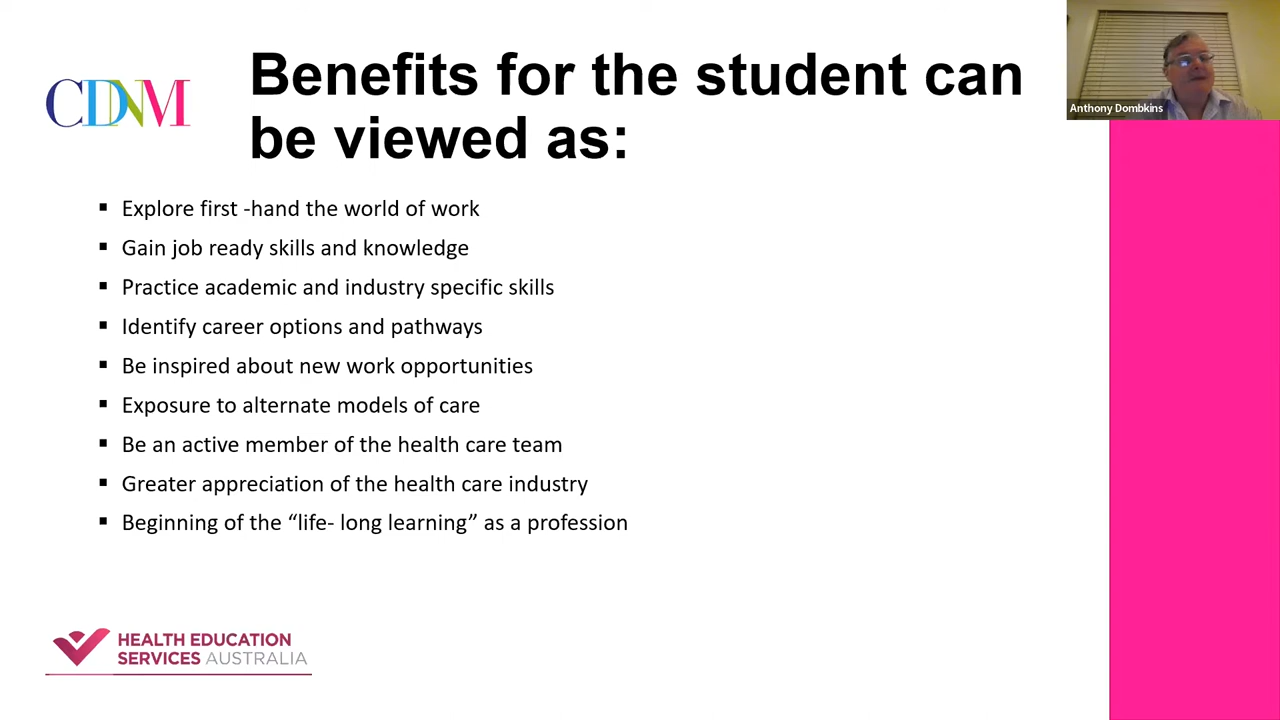 CDNM
Benefits for the student can
be viewed as:
Anthony Dombkins
▪ Explore first -hand the world of work
▪ Gain job ready skills and knowledge
▪ Practice academic and industry specific skills
▪ Identify career options and pathways
▪ Be inspired about new work opportunities
▪ Exposure to alternate models of care
▪ Be an active member of the health care team
▪ Greater appreciation of the health care industry
▪ Beginning of the “life- long learning” as a profession
HEALTH EDUCATION
SERVICES AUSTRALIA